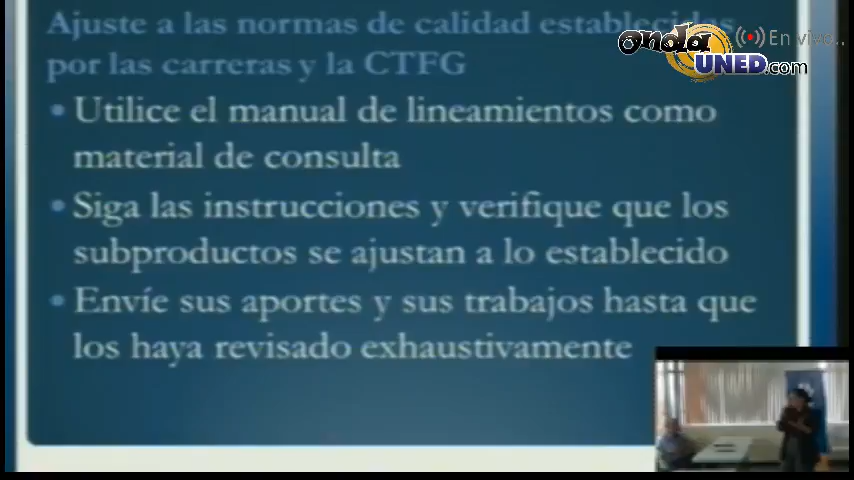 Ajuste a las normas de calidad establecidas
por las carreras y la CTFG
• Utilice el manual de lineamientos como
material de consulta
• Siga las instrucciones y verifique que los
subproductos se ajustan a lo establecido
• Envíe sus aportes y sus trabajos hasta que
los haya revisado exhaustivamente
onda
UNED.com
En vivo..